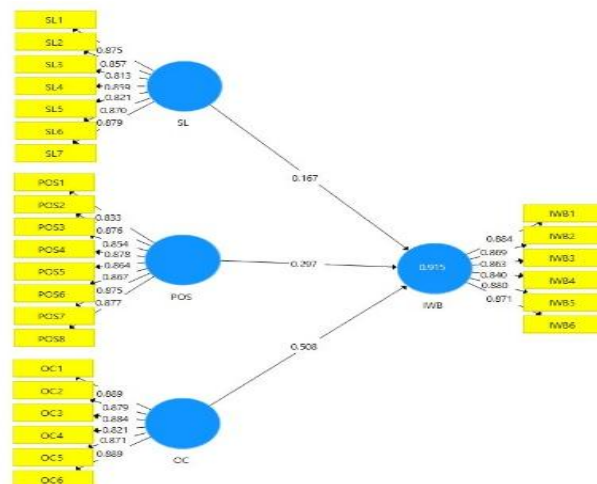 SL1
SL2
SL3
SL4
SL5
SL6
SL7
0.875
0.857
0.813
0.859
0.821
0.870
0.879
SL
0.167
POS1
POS2
POS3
POS4
POS5
POS6
POS7
POS8
0.833
0.876
0.854
0.878
0.864
0.867
0.875
0.877
POS
0.297
OC1
OC2
OC3
OC4
OC5
OC6
0.889
0.879
0.884
0.821
0.871
0.889
OC
0.508
0.915
IWB
0.884
0.869
0.863
0.840
0.880
0.871
IWB1
IWB2
IWB3
IWB4
IWB5
IWB6